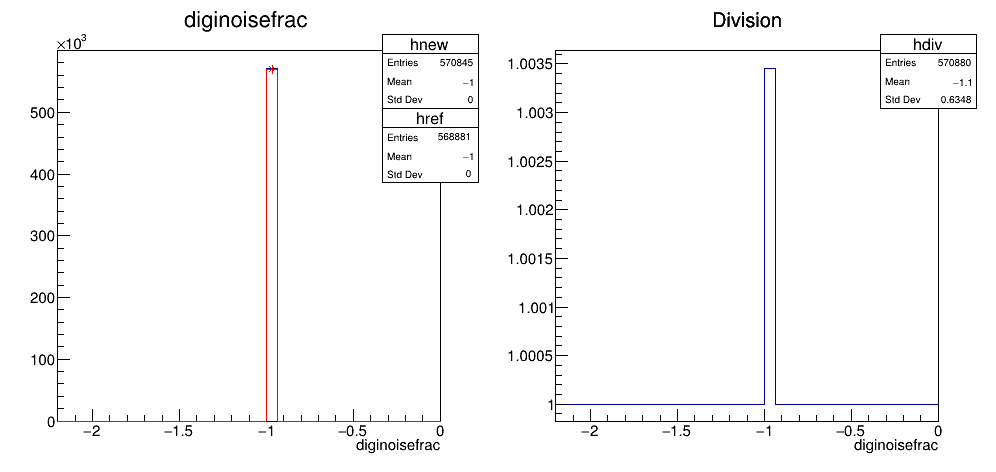 diginoisefrac
×10³
hnew
Entries 570845
Mean −1
Std Dev 0
href
Entries 568881
Mean −1
Std Dev 0
500
400
300
200
100
0
−2 −1.5 −1 −0.5 0
diginoisefrac
Division
hdiv
Entries 570880
Mean −1.1
Std Dev 0.6348
1.0035
1.003
1.0025
1.002
1.0015
1.001
1.0005
1
−2 −1.5 −1 −0.5 0
diginoisefrac